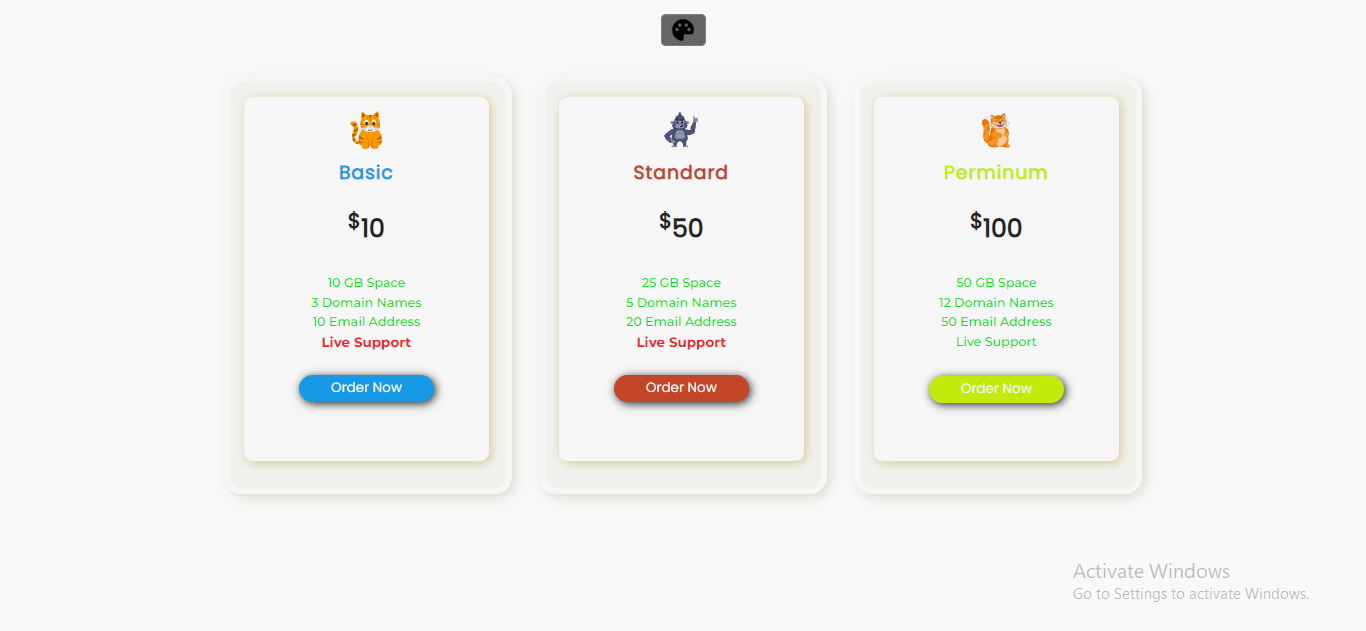 Basic
$10
10 GB Space
3 Domain Names
10 Email Address
Live Support
Order Now
Standard
$50
25 GB Space
5 Domain Names
20 Email Address
Live Support
Order Now
Perminum
$100
50 GB Space
12 Domain Names
50 Email Address
Live Support
Order Now
Activate Windows
Go to Settings to activate Windows.